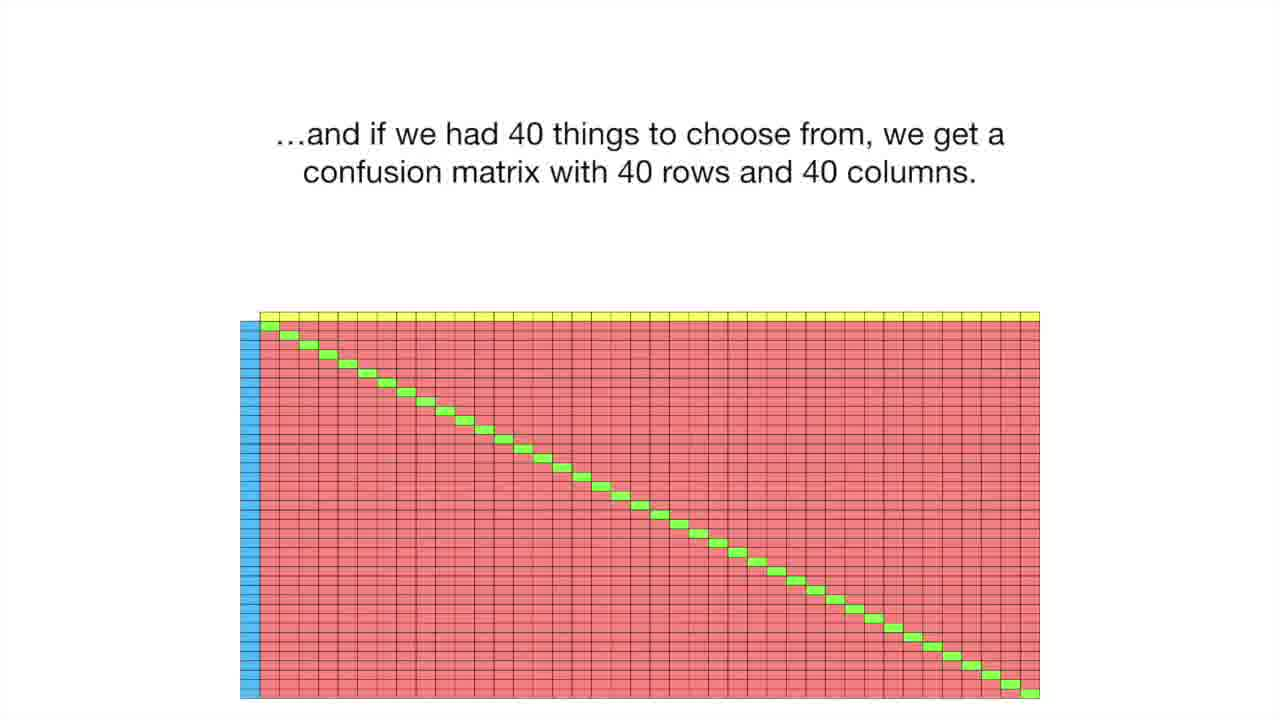 …and if we had 40 things to choose from, we get a
confusion matrix with 40 rows and 40 columns.